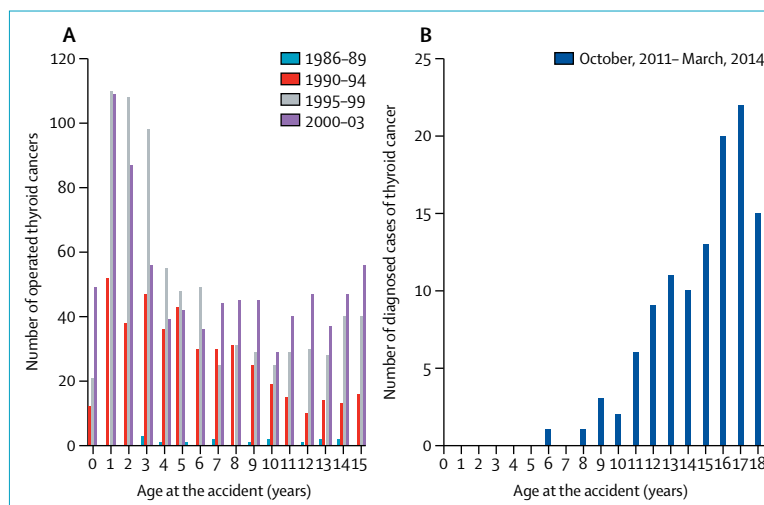 A
B
1986–89
1990–94
1995–99
2000–03
October, 2011– March, 2014
Number of operated thyroid cancers
120
100
80
60
40
20
0
0 1 2 3 4 5 6 7 8 9 10 11 12 13 14 15
Age at the accident (years)
Number of diagnosed cases of thyroid cancer
25
20
15
10
5
0
0 1 2 3 4 5 6 7 8 9 10 11 12 13 14 15 16 17 18
Age at the accident (years)